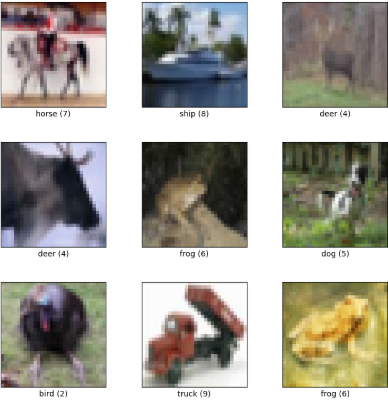 horse (7)
ship (8)
deer (4)
deer (4)
frog (6)
dog (5)
bird (2)
truck (9)
frog (6)